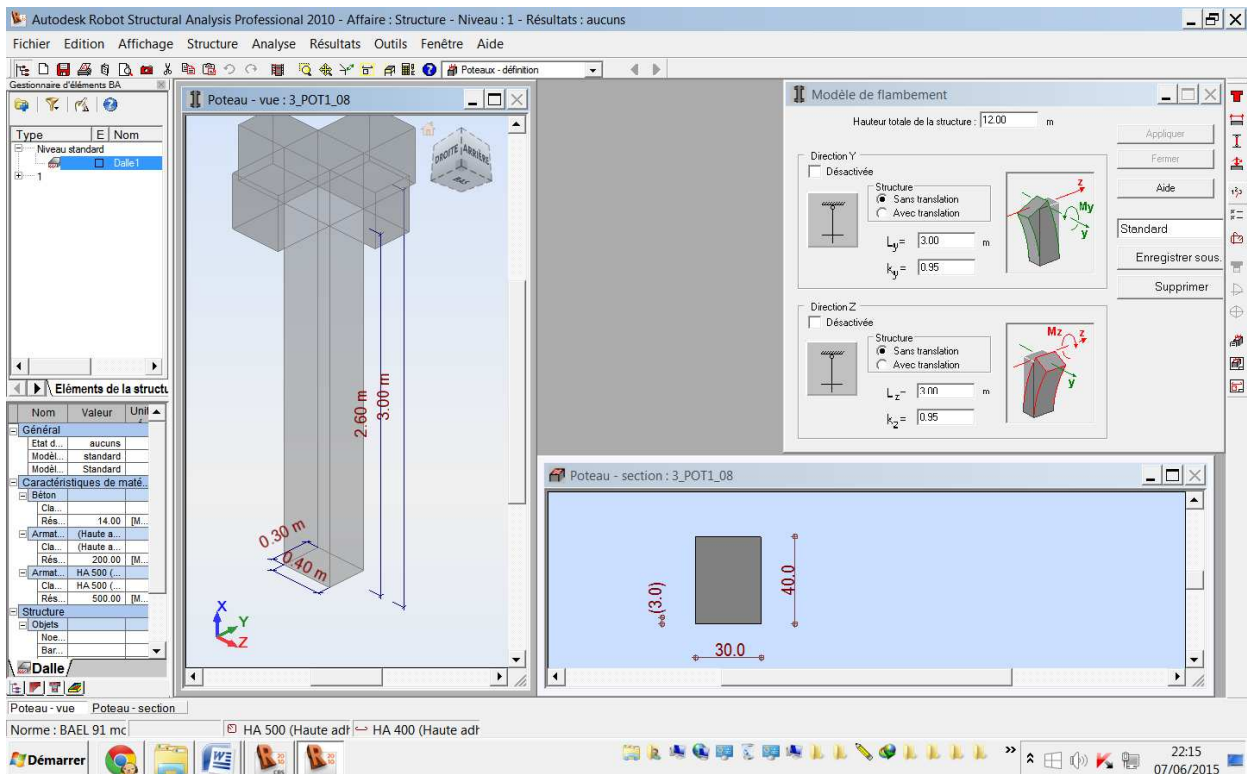 Autodesk Robot Structural Analysis Professional 2010 - Affaire : Structure - Niveau : 1 - Résultats : aucuns
Fichier Edition Affichage Structure Analyse Résultats Outils Fenêtre Aide
Poteaux - définition
Gestionnaire d'éléments BA
Type E Nom
Niveau standard
Dalle1
1
Eléments de la structu
Nom Valeur Unit
Général
Etat d... aucuns
Modèl... standard
Modèl... Standard
Caractéristiques de maté...
Béton
Cla...
Rés... 14.00 [M...
Armat... (Haute a...
Cla... (Haute a...
Rés... 200.00 [M...
Armat... HA 500 (...
Cla... HA 500 (...
Rés... 500.00 [M...
Structure
Objets
Noe...
Bar...
Dalle
Poteau - vue : 3_POT1_08
DROITE ARRIÈRE
BAS
2.60 m
3.00 m
0.30 m
0.40 m
X
Y
Z
Modèle de flambement
Hauteur totale de la structure : 12.00 m
Appliquer
Fermer
Aide
Standard
Enregistrer sous.
Supprimer
Direction Y
Désactivée
Structure
Sans translation
Avec translation
Ly= 3.00 m
ky= 0.95
z
My
y
Direction Z
Désactivée
Structure
Sans translation
Avec translation
Lz= 3.00 m
kz= 0.95
Mz z
y
Poteau - section : 3_POT1_08
(3.0)
40.0
30.0
Poteau - vue Poteau - section
Norme : BAEL 91 mc HA 500 (Haute adh HA 400 (Haute adh
Démarrer
22:15
07/06/2015